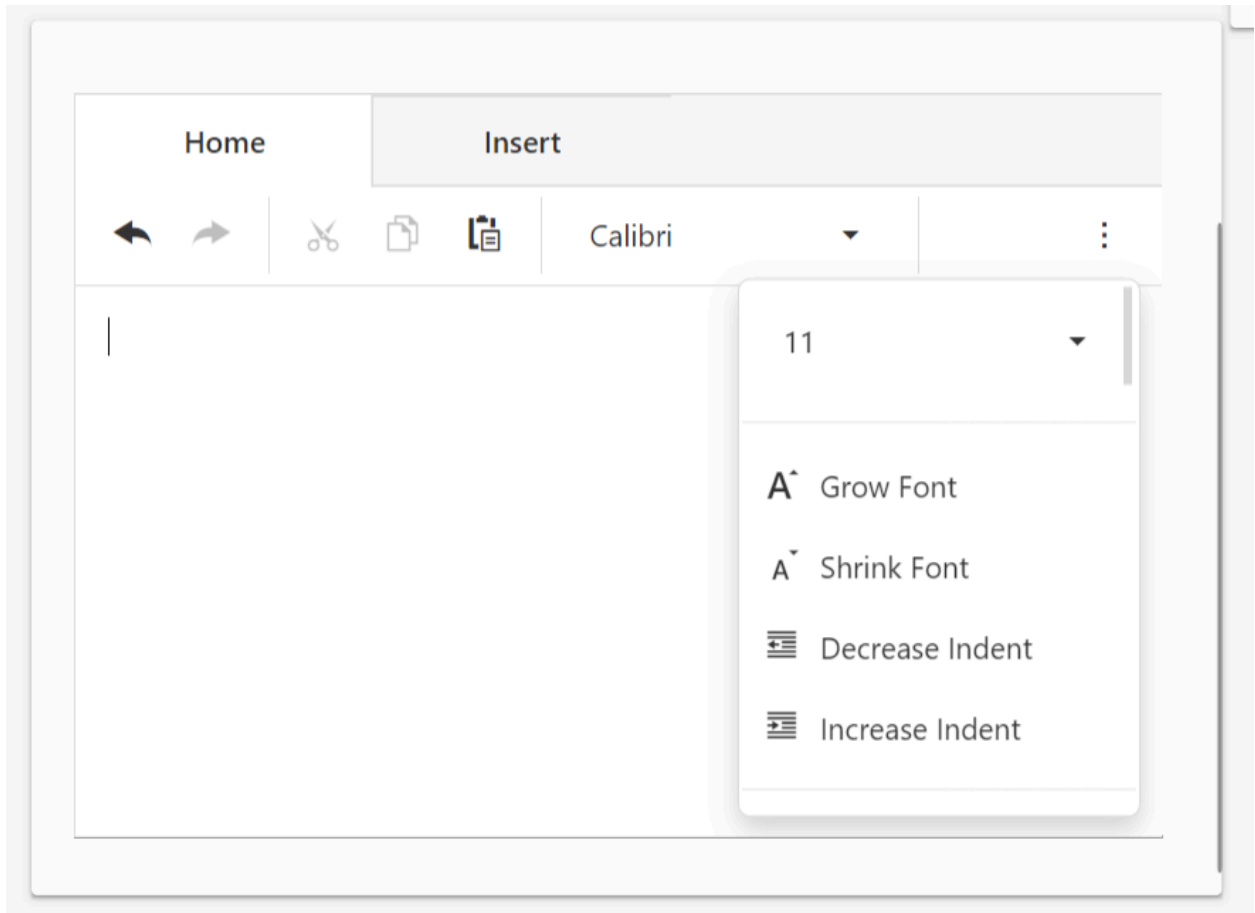 Home Insert
Calibri
11
Grow Font
Shrink Font
Decrease Indent
Increase Indent